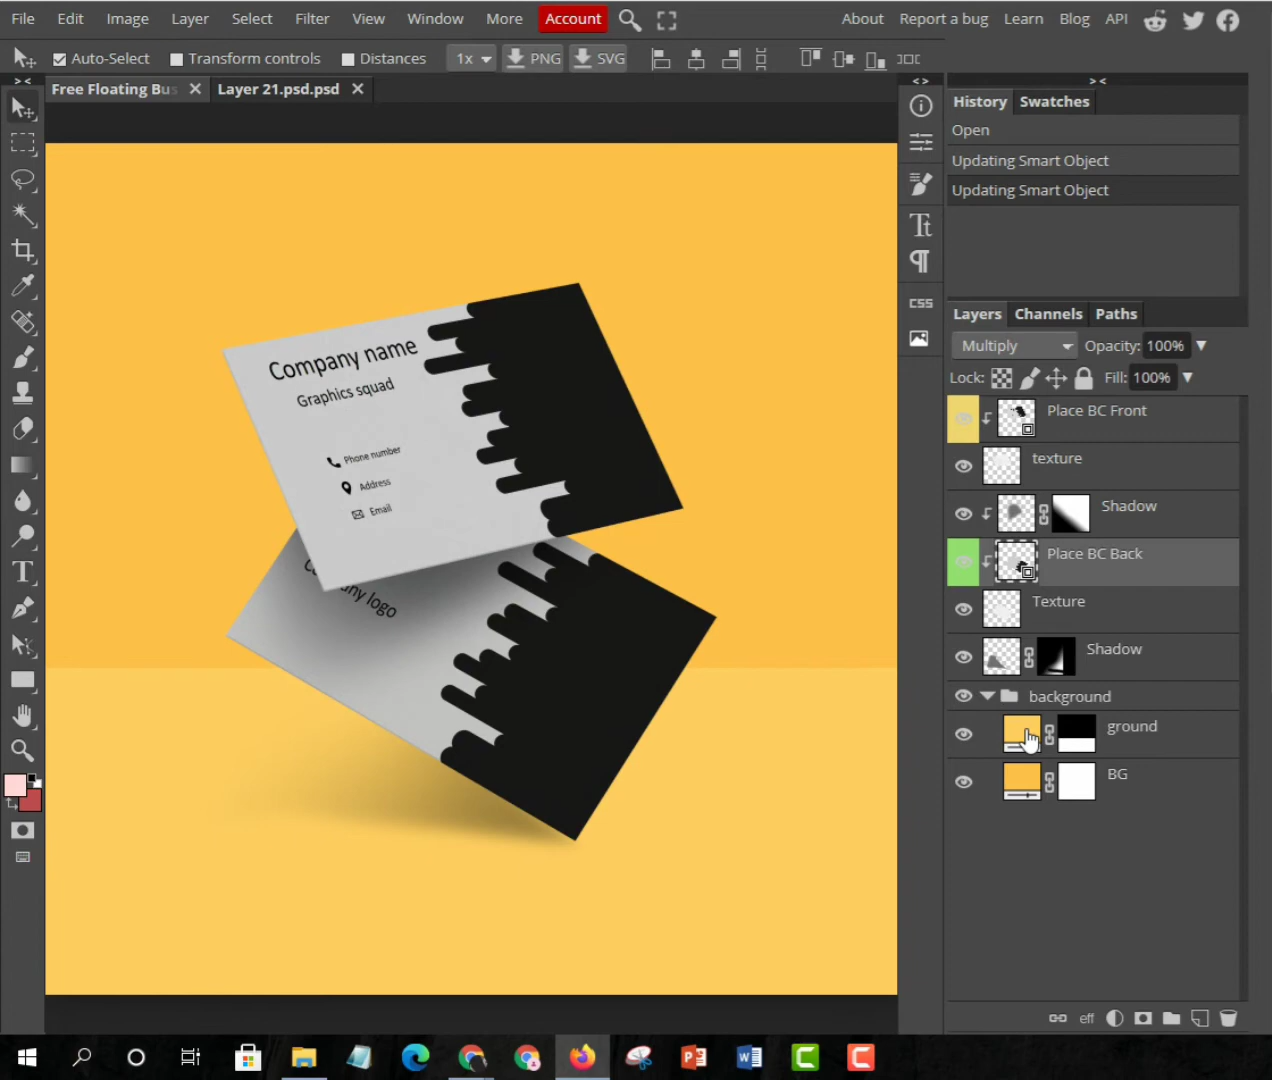 File Edit Image Layer Select Filter View Window More Account About Report a bug Learn Blog API
Auto-Select Transform controls Distances 1x PNG SVG
> < Free Floating Bus Layer 21.psd.psd < > > <
History Swatches
Open
Updating Smart Object
Updating Smart Object
CSS
Layers Channels Paths
Multiply Opacity: 100%
Lock: Fill: 100%
Place BC Front
texture
Shadow
Place BC Back
Texture
Shadow
background
ground
BG
eff
Company name
Graphics squad
Phone number
Address
Email
ny logo